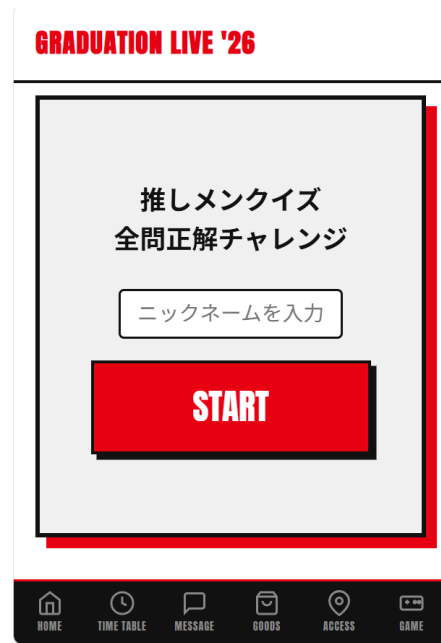 GRADUATION LIVE '26
推しメンクイズ
全問正解チャレンジ
ニックネームを入力
START
HOME
TIME TABLE
MESSAGE
GOODS
ACCESS
GAME